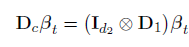 D_c β_t = (I_{d_2} ⊗ D_1) β_t